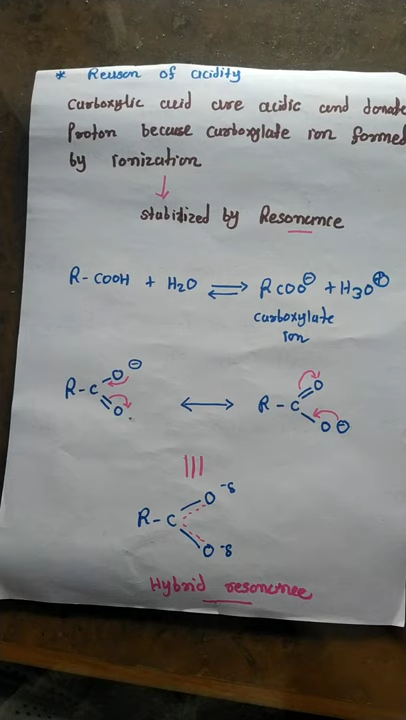 * Reason of acidity
Carboxylic acid are acidic and donate
Proton because carboxylate ion formed
by ionization
↓
stabilized by Resonance
R-COOH + H2O ⇌ RCOO⊖ + H3O⊕
carboxylate
ion
R-C O⊖ O ↔ R-C O O⊖
|||
R-C O-δ O-δ
Hybrid resonance